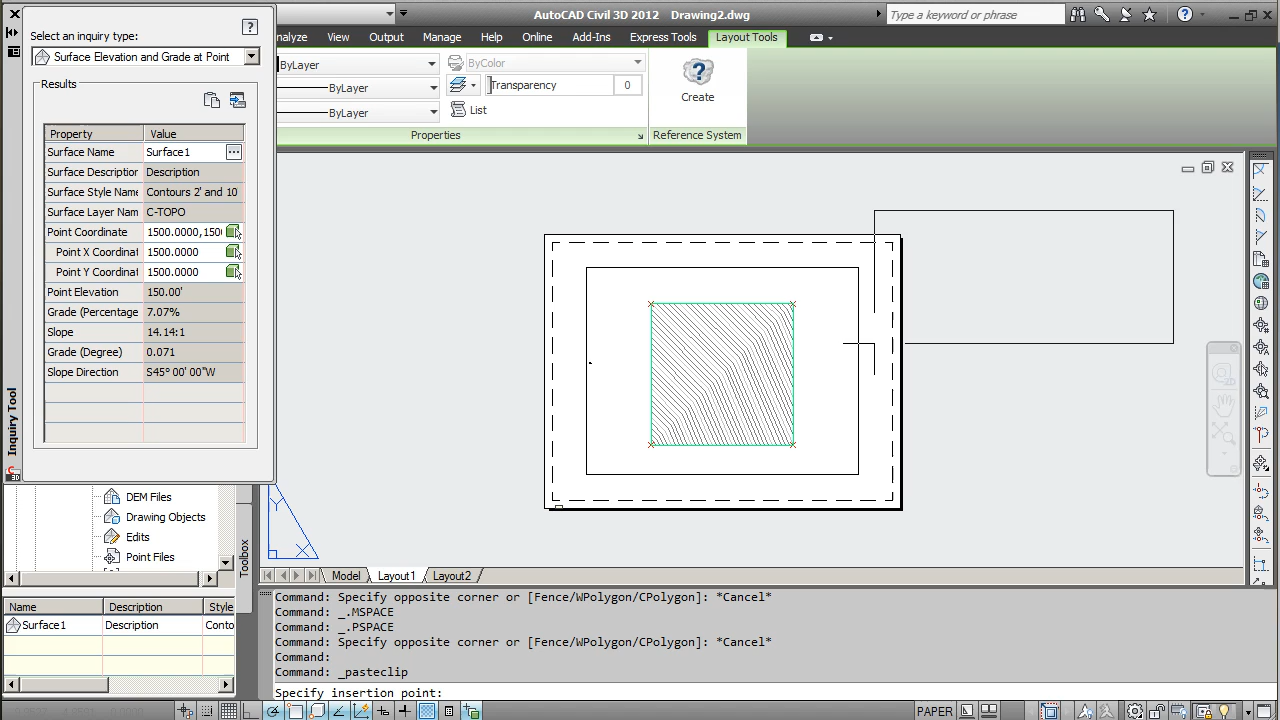 AutoCAD Civil 3D 2012 Drawing2.dwg
Type a keyword or phrase
nalyze View Output Manage Help Online Add-Ins Express Tools Layout Tools
Select an inquiry type:
Surface Elevation and Grade at Point
Results
Property Value
Surface Name Surface1 ...
Surface Description Description
Surface Style Name Contours 2' and 10
Surface Layer Nam C-TOPO
Point Coordinate 1500.0000,150
Point X Coordinat 1500.0000
Point Y Coordinat 1500.0000
Point Elevation 150.00'
Grade (Percentage 7.07%
Slope 14.14:1
Grade (Degree) 0.071
Slope Direction S45° 00' 00"W
Inquiry Tool
ByLayer
ByLayer
ByLayer
ByColor
Transparency 0
List
Properties
Create
Reference System
DEM Files
Drawing Objects
Edits
Point Files
Toolbox
Name Description Style
Surface1 Description Conto
Y
X
Model Layout1 Layout2
Command: Specify opposite corner or [Fence/WPolygon/CPolygon]: *Cancel*
Command: _.MSPACE
Command: _.PSPACE
Command: Specify opposite corner or [Fence/WPolygon/CPolygon]: *Cancel*
Command:
Command: _pasteclip
Specify insertion point:
PAPER